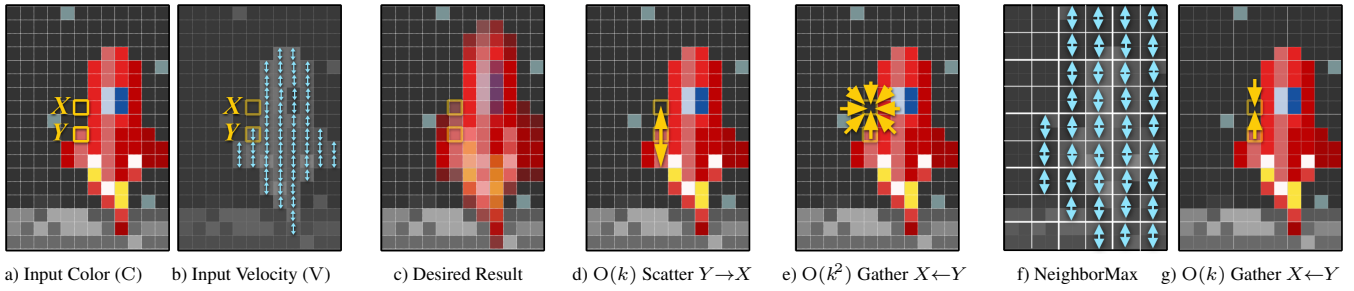 X
Y
X
Y
a) Input Color (C)
b) Input Velocity (V)
c) Desired Result
d) O(k) Scatter Y→X
e) O(k²) Gather X←Y
f) NeighborMax
g) O(k) Gather X←Y